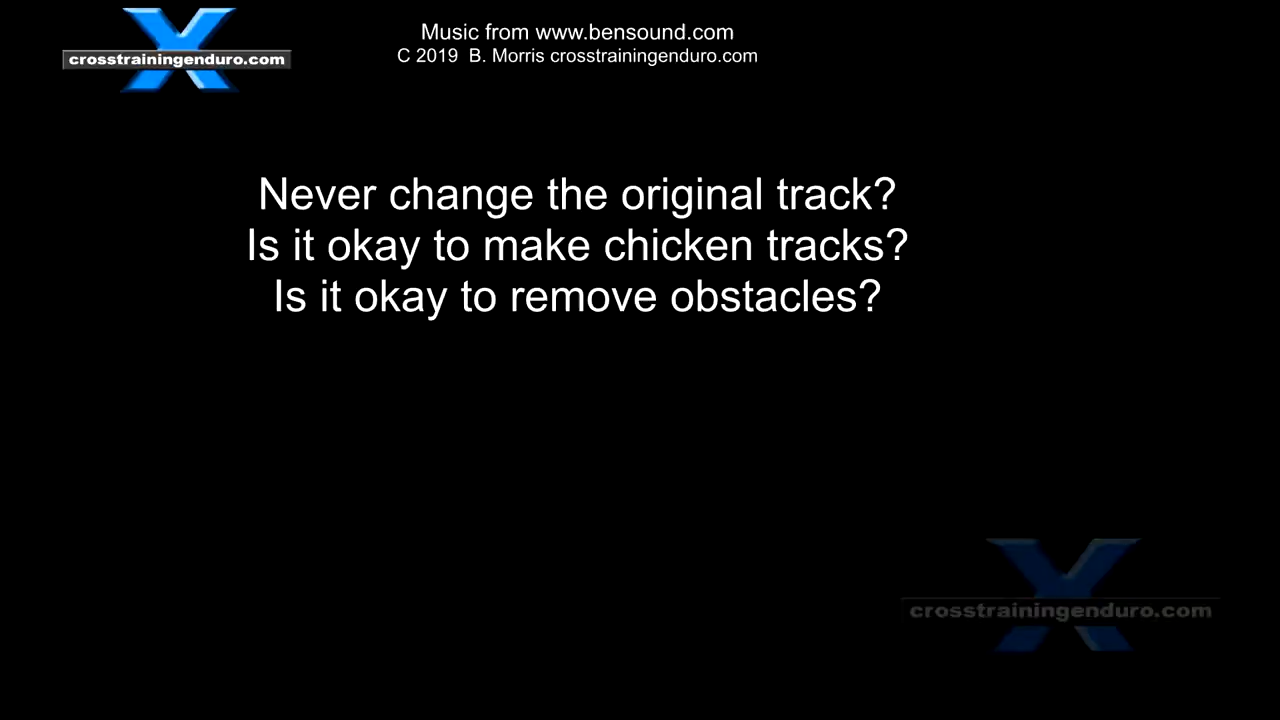 crosstrainingenduro.com
Music from www.bensound.com
C 2019 B. Morris crosstrainingenduro.com
Never change the original track?
Is it okay to make chicken tracks?
Is it okay to remove obstacles?
crosstrainingenduro.com